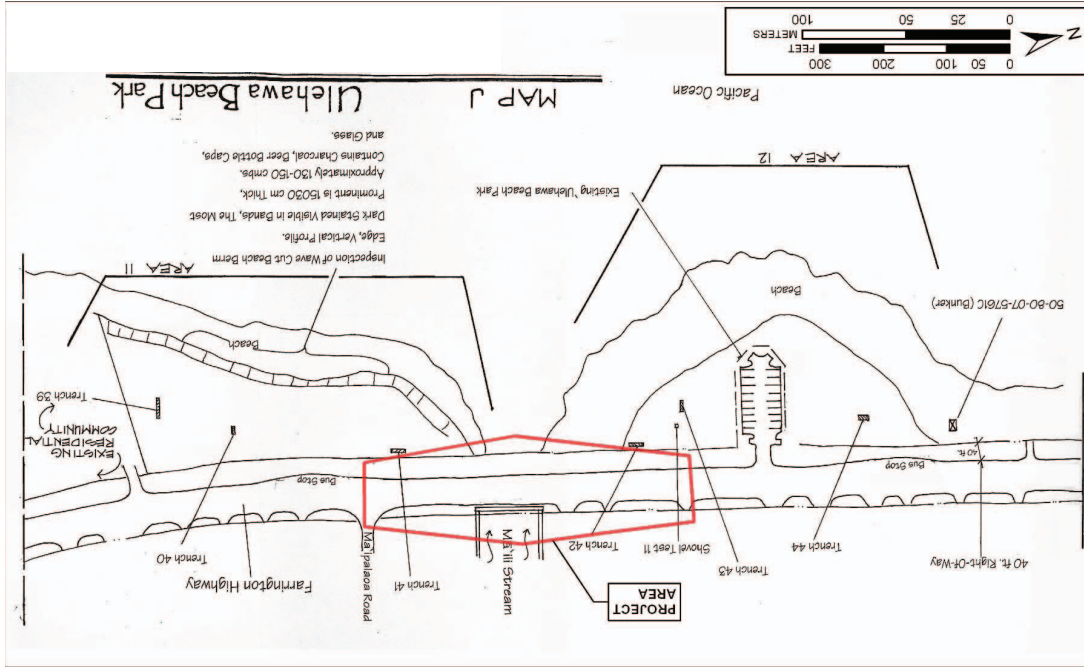 PROJECT
AREA
40 ft. Right-Of-Way
Trench 44
Trench 43
Shovel Test 11
Trench 42
Ma'ili Stream
Trench 41
Ma'ipalaoa Road
Farrington Highway
Trench 40
Bus Stop
Bus Stop
40 ft.
EXISTING
RESIDENTIAL
COMMUNITY
Trench 39
50-80-07-5761C (Bunker)
Beach
Beach
AREA 11
Inspection of Wave Cut Beach Berm
Edge, Vertical Profile.
Dark Stained Visible in Bands, The Most
Prominent is 15030 cm Thick,
Approximately 130-150 cmbs.
Contains Charcoal, Beer Bottle Caps,
and Glass.
Existing 'Ulehawa Beach Park
AREA 12
Pacific Ocean
MAP J
Ulehawa Beach Park
Z
0 50 100 200 300
FEET
METERS
0 25 50 100